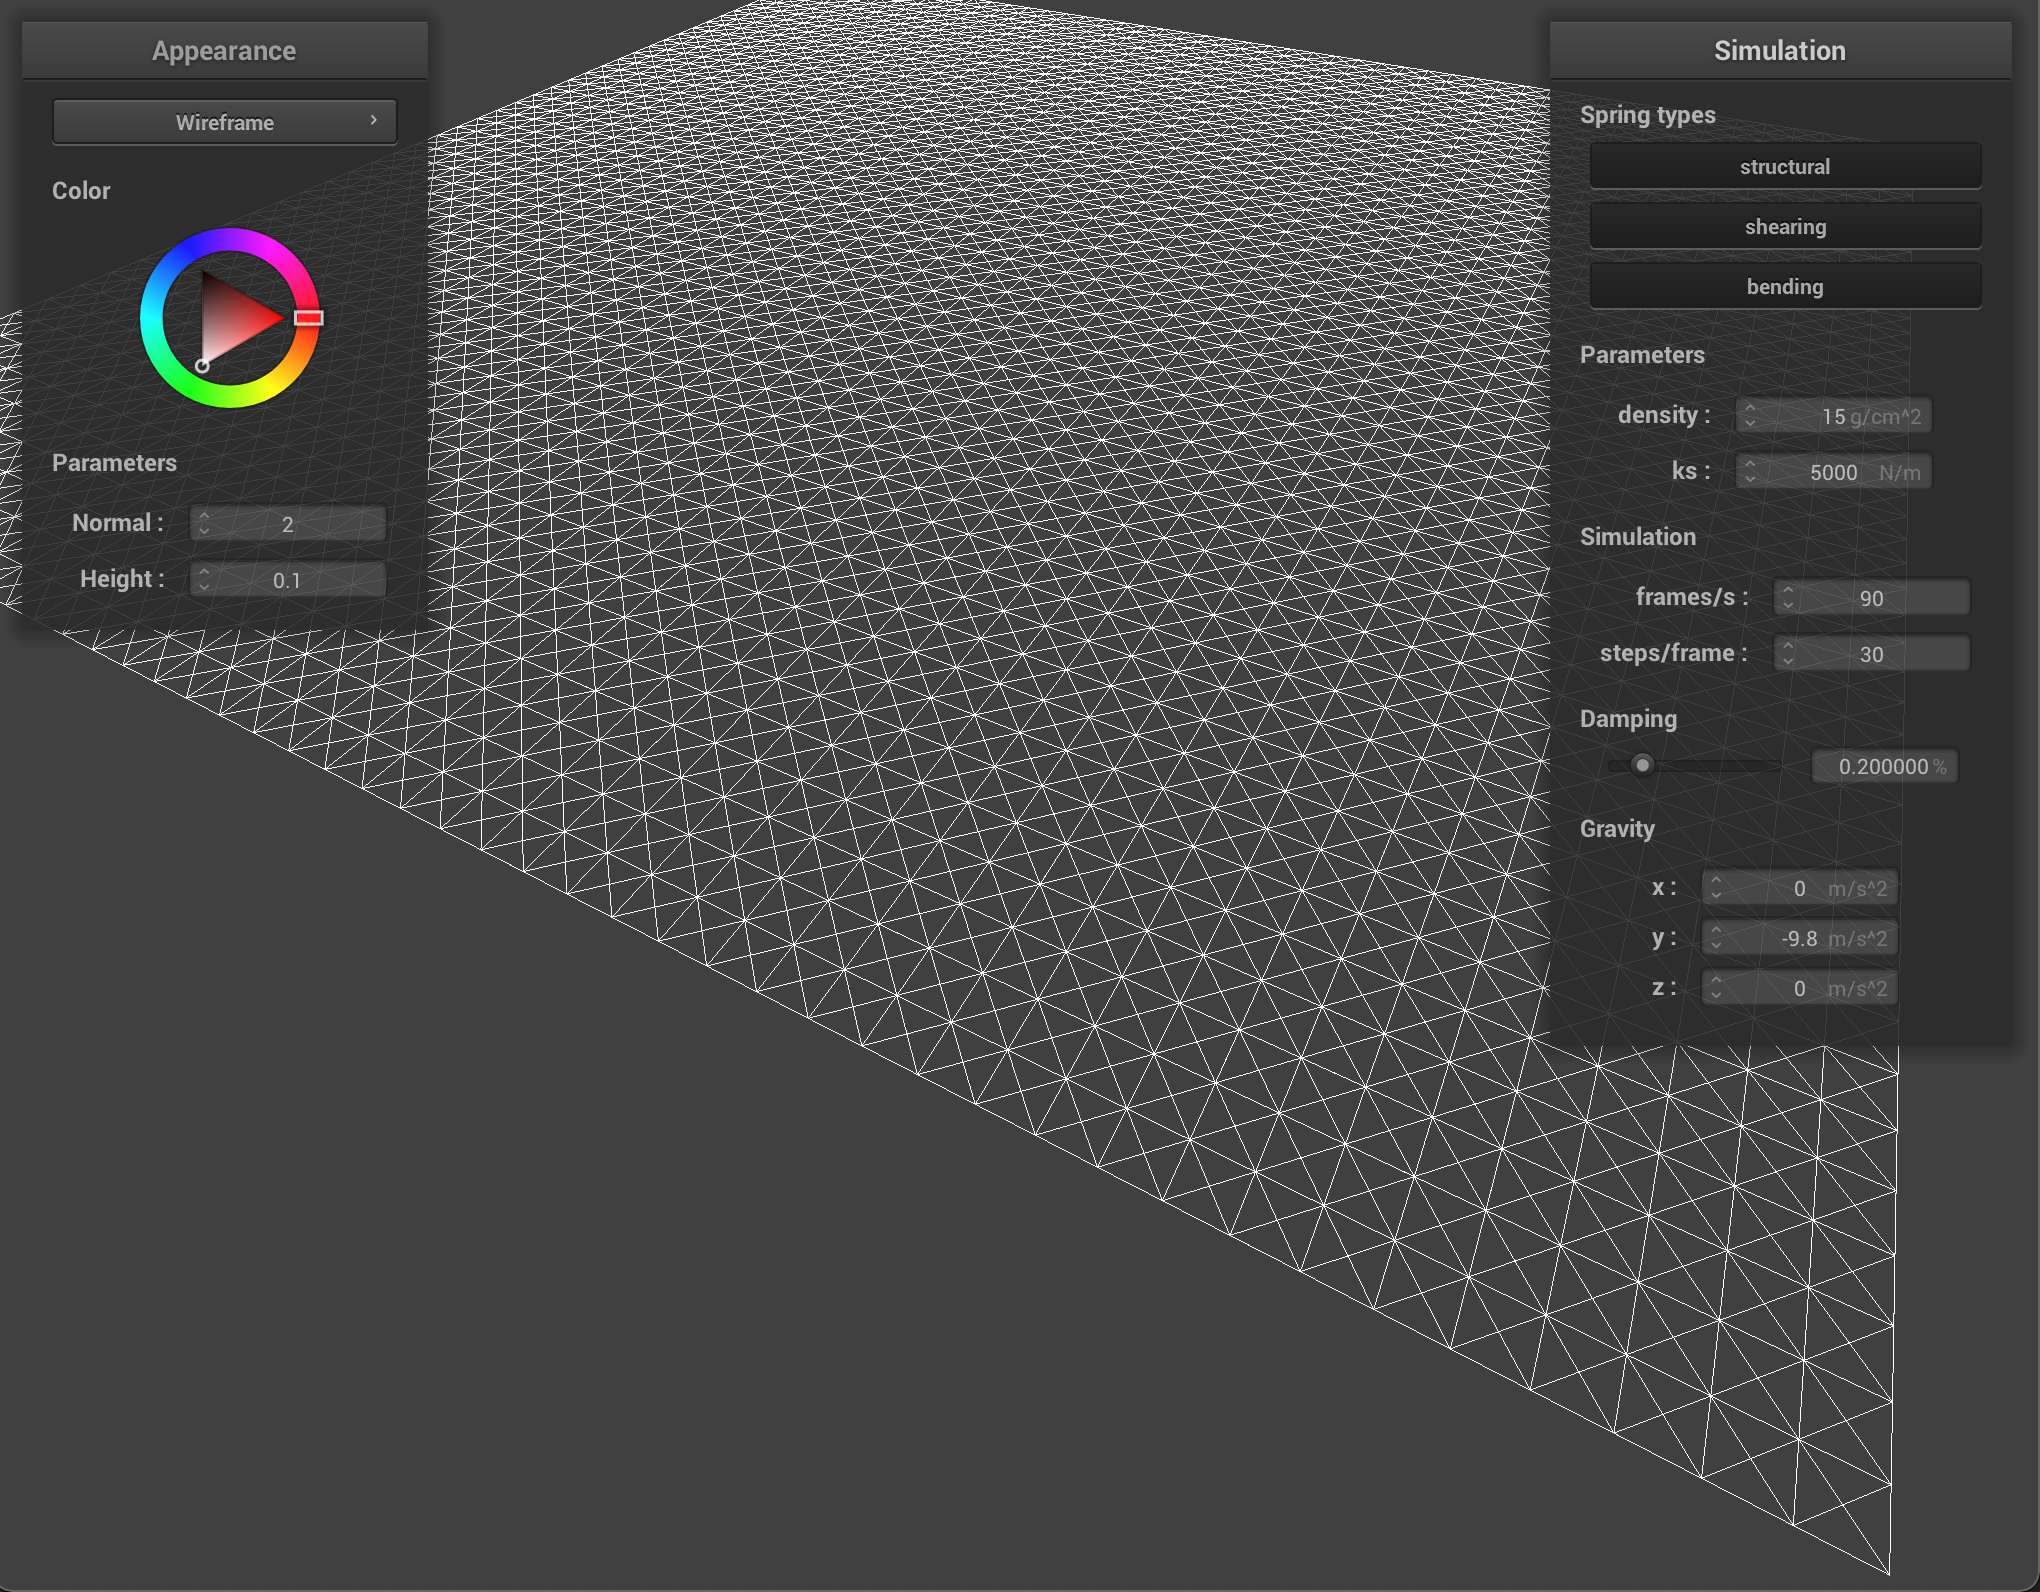 Appearance
Wireframe
Color
Parameters
Normal : 2
Height : 0.1
Simulation
Spring types
structural
shearing
bending
Parameters
density : 15 g/cm^2
ks : 5000 N/m
Simulation
frames/s : 90
steps/frame : 30
Damping
0.200000 %
Gravity
x : 0 m/s^2
y : -9.8 m/s^2
z : 0 m/s^2